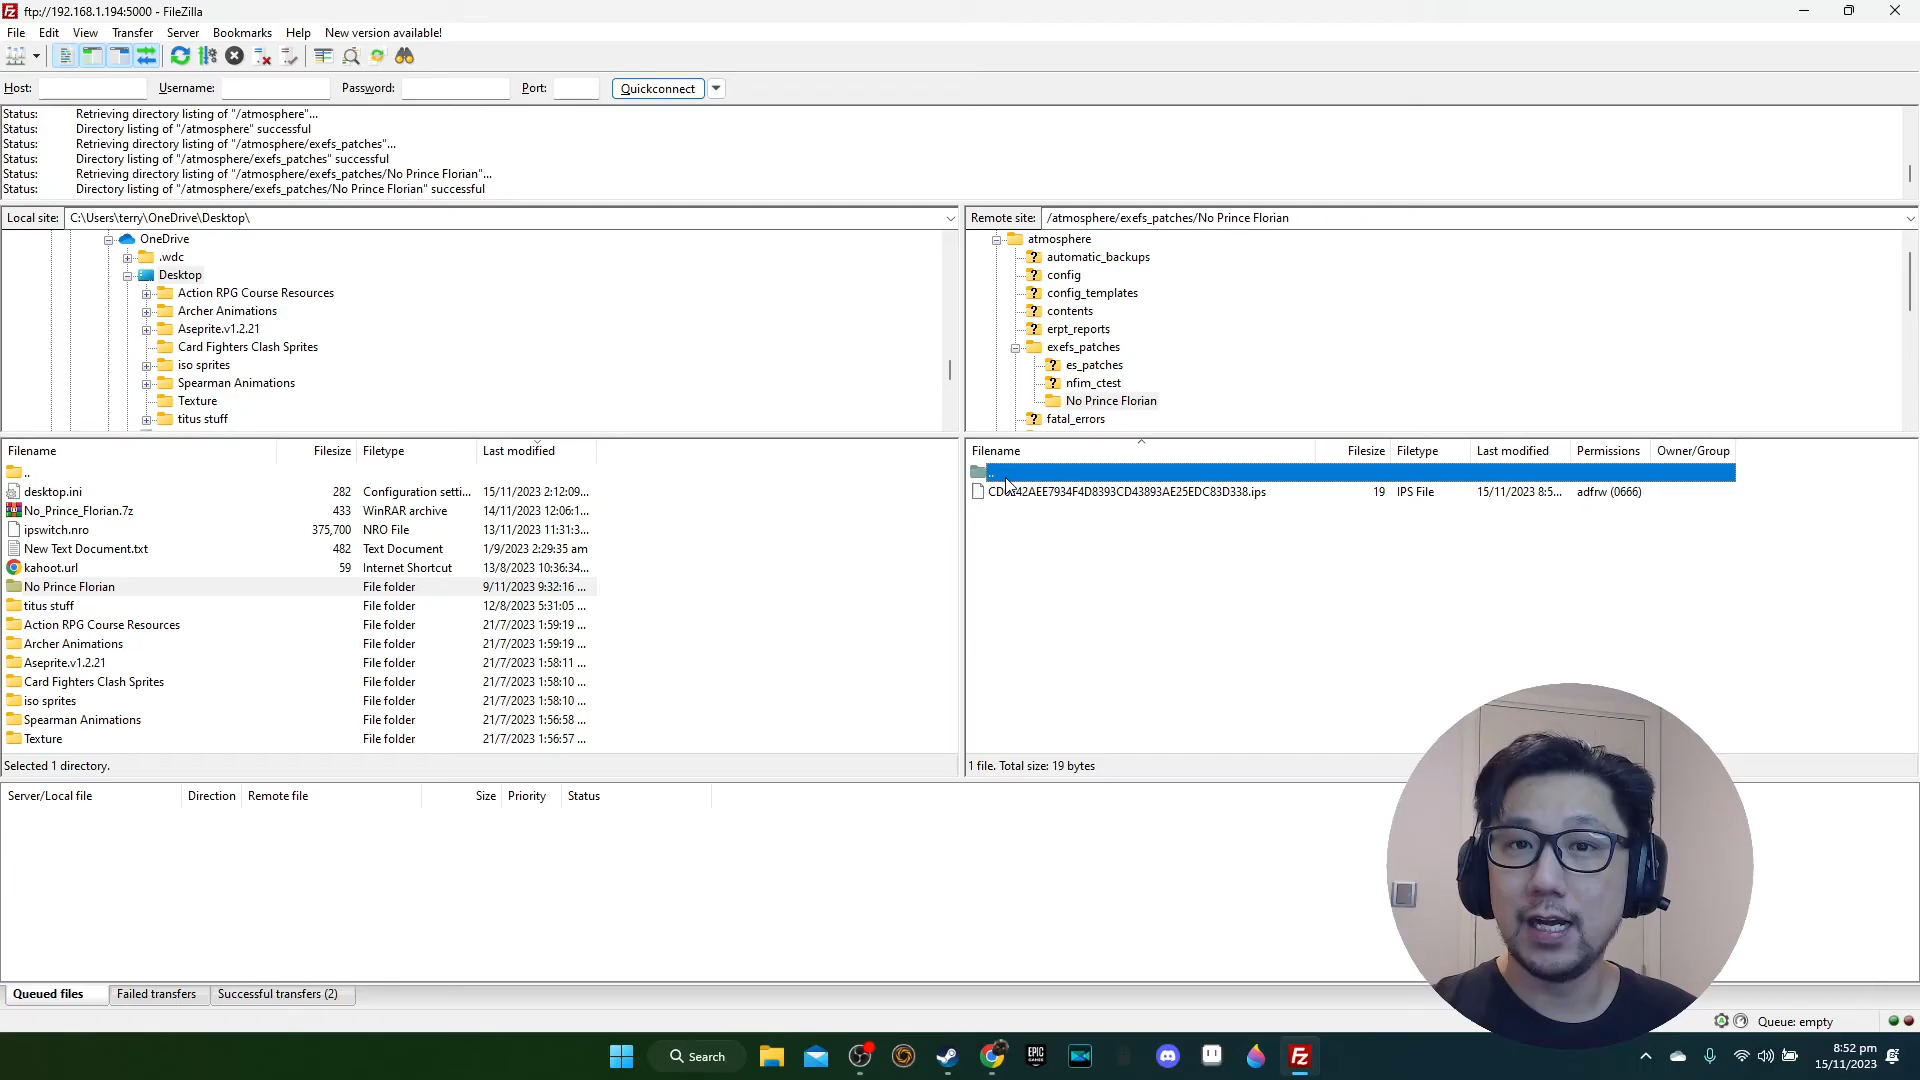 ftp://192.168.1.194:5000 - FileZilla
File Edit View Transfer Server Bookmarks Help New version available!
Host: Username: Password: Port: Quickconnect
Status: Retrieving directory listing of "/atmosphere"...
Status: Directory listing of "/atmosphere" successful
Status: Retrieving directory listing of "/atmosphere/exefs_patches"...
Status: Directory listing of "/atmosphere/exefs_patches" successful
Status: Retrieving directory listing of "/atmosphere/exefs_patches/No Prince Florian"...
Status: Directory listing of "/atmosphere/exefs_patches/No Prince Florian" successful
Local site: C:\Users\terry\OneDrive\Desktop\
OneDrive
.wdc
Desktop
Action RPG Course Resources
Archer Animations
Aseprite.v1.2.21
Card Fighters Clash Sprites
iso sprites
Spearman Animations
Texture
titus stuff
Remote site: /atmosphere/exefs_patches/No Prince Florian
atmosphere
automatic_backups
config
config_templates
contents
erpt_reports
exefs_patches
es_patches
nfim_ctest
No Prince Florian
fatal_errors
Filename Filesize Filetype Last modified
..
desktop.ini 282 Configuration setti... 15/11/2023 2:12:09...
No_Prince_Florian.7z 433 WinRAR archive 14/11/2023 12:06:1...
ipswitch.nro 375,700 NRO File 13/11/2023 11:31:3...
New Text Document.txt 482 Text Document 1/9/2023 2:29:35 am
kahoot.url 59 Internet Shortcut 13/8/2023 10:36:34...
No Prince Florian File folder 9/11/2023 9:32:16 ...
titus stuff File folder 12/8/2023 5:31:05 ...
Action RPG Course Resources File folder 21/7/2023 1:59:19 ...
Archer Animations File folder 21/7/2023 1:59:19 ...
Aseprite.v1.2.21 File folder 21/7/2023 1:58:11 ...
Card Fighters Clash Sprites File folder 21/7/2023 1:58:10 ...
iso sprites File folder 21/7/2023 1:58:10 ...
Spearman Animations File folder 21/7/2023 1:56:58 ...
Texture File folder 21/7/2023 1:56:57 ...
Selected 1 directory.
Filename Filesize Filetype Last modified Permissions Owner/Group
..
19 IPS File 15/11/2023 8:5... adfrw (0666)
1 file. Total size: 19 bytes
Server/Local file Direction Remote file Size Priority Status
Queued files Failed transfers Successful transfers (2)
Queue: empty
Search
EPIC GAMES
8:52 pm
15/11/2023